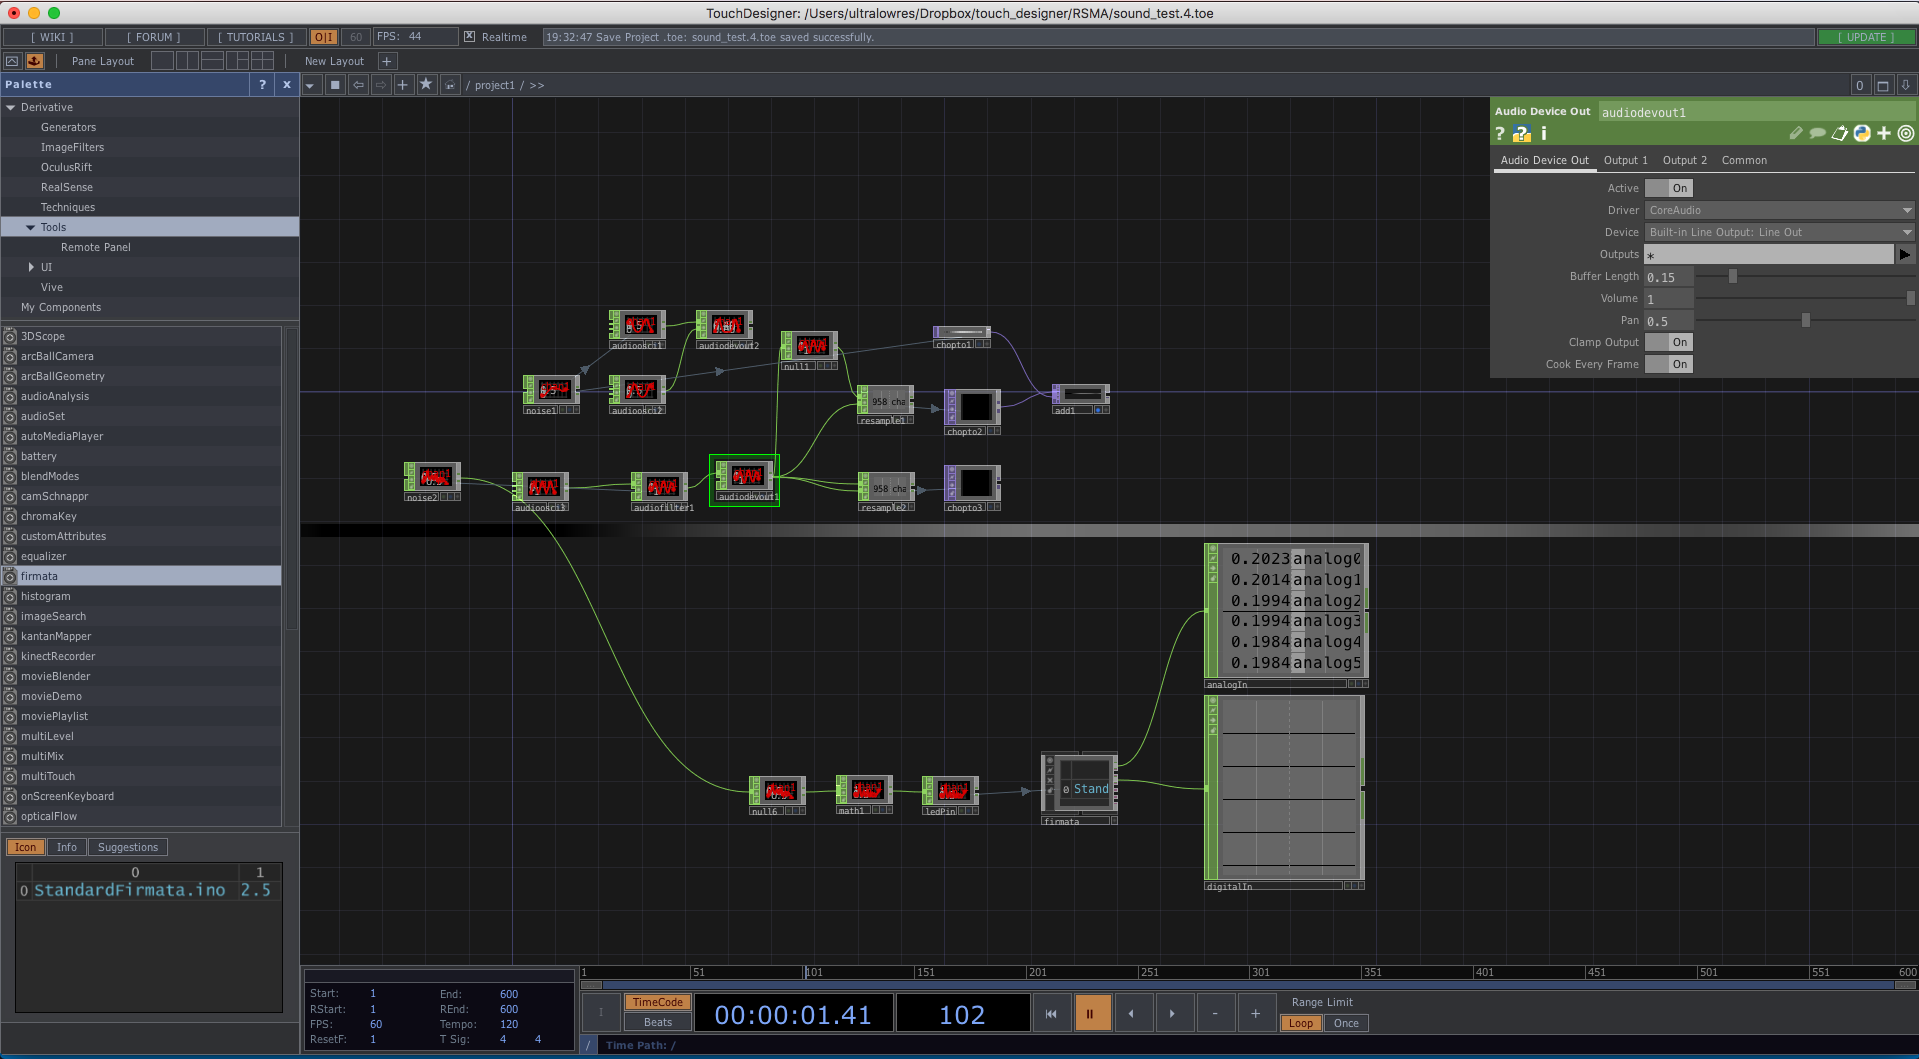 TouchDesigner: /Users/ultralowres/Dropbox/touch_designer/RSMA/sound_test.4.toe
[ WIKI ] [ FORUM ] [ TUTORIALS ] O|I 60 FPS: 44 Realtime 19:32:47 Save Project .toe: sound_test.4.toe saved successfully. [ UPDATE ]
Pane Layout New Layout +
Palette ? x / project1 / >> 0
Derivative
Generators
ImageFilters
OculusRift
RealSense
Techniques
Tools
Remote Panel
UI
Vive
My Components
3DScope
arcBallCamera
arcBallGeometry
audioAnalysis
audioSet
autoMediaPlayer
battery
blendModes
camSchnappr
chromaKey
customAttributes
equalizer
firmata
histogram
imageSearch
kantanMapper
kinectRecorder
movieBlender
movieDemo
moviePlaylist
multiLevel
multiMix
multiTouch
onScreenKeyboard
opticalFlow
Icon Info Suggestions
0 1
0 StandardFirmata.ino 2.5
Audio Device Out audiodevout1
? ? i
Audio Device Out Output 1 Output 2 Common
Active On
Driver CoreAudio
Device Built-in Line Output: Line Out
Outputs *
Buffer Length 0.15
Volume 1
Pan 0.5
Clamp Output On
Cook Every Frame On
audioosci1 audiodevout2 chopto1
null1
noise1 audioosci2 958 cha add1
resample1 chopto2
noise2 audioosci3 audiofilter1 audiodevout1 958 cha
resample2 chopto3
0.2023 analog0
0.2014 analog1
0.1994 analog2
0.1994 analog3
0.1984 analog4
0.1984 analog5
analogIn
null6 math1 ledPin 0 Stand
firmata
digitalIn
1 51 101 151 201 251 301 351 401 451 501 551 600
Start: 1 End: 600
RStart: 1 REnd: 600
FPS: 60 Tempo: 120
ResetF: 1 T Sig: 4 4
I TimeCode Beats 00:00:01.41 102 - + Range Limit
Loop Once
/ Time Path: /